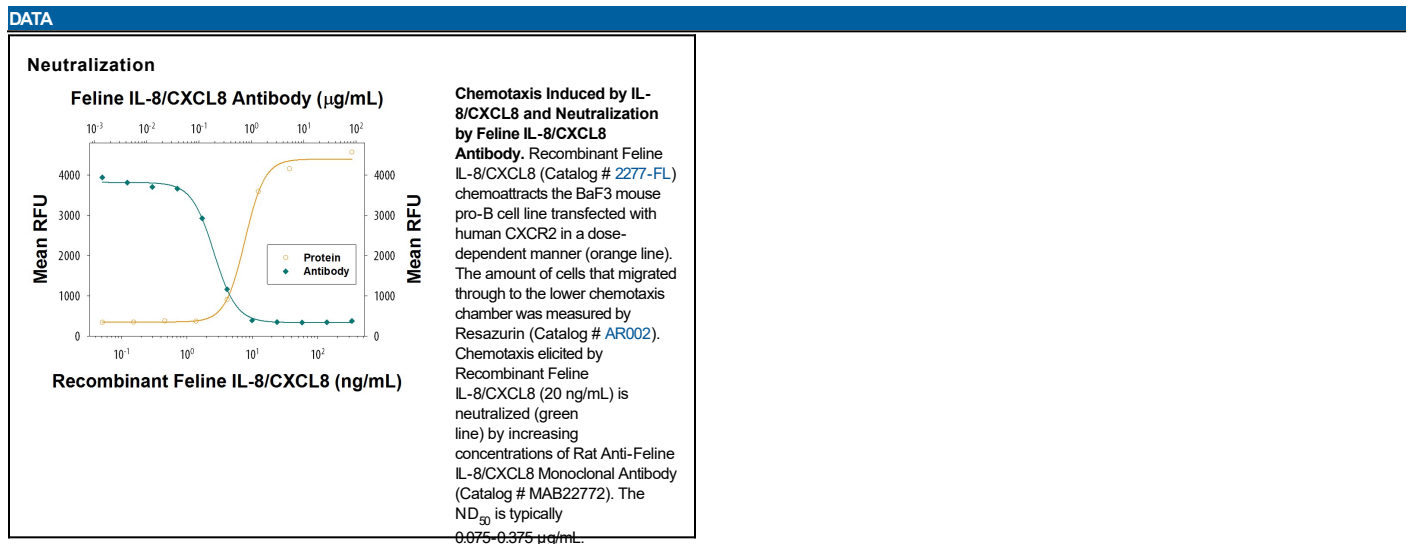 DATA
Neutralization
Feline IL-8/CXCL8 Antibody (µg/mL)
10-3 10-2 10-1 100 101 102
4000 4000
3000 3000
2000 2000
1000 1000
0 0
Mean RFU
Mean RFU
Protein
Antibody
10-1 100 101 102
Recombinant Feline IL-8/CXCL8 (ng/mL)
Chemotaxis Induced by IL-
8/CXCL8 and Neutralization
by Feline IL-8/CXCL8
Antibody. Recombinant Feline
IL-8/CXCL8 (Catalog # 2277-FL)
chemoattracts the BaF3 mouse
pro-B cell line transfected with
human CXCR2 in a dose-
dependent manner (orange line).
The amount of cells that migrated
through to the lower chemotaxis
chamber was measured by
Resazurin (Catalog # AR002).
Chemotaxis elicited by
Recombinant Feline
IL-8/CXCL8 (20 ng/mL) is
neutralized (green
line) by increasing
concentrations of Rat Anti-Feline
IL-8/CXCL8 Monoclonal Antibody
(Catalog # MAB22772). The
ND50 is typically
0.075-0.375 µg/mL.